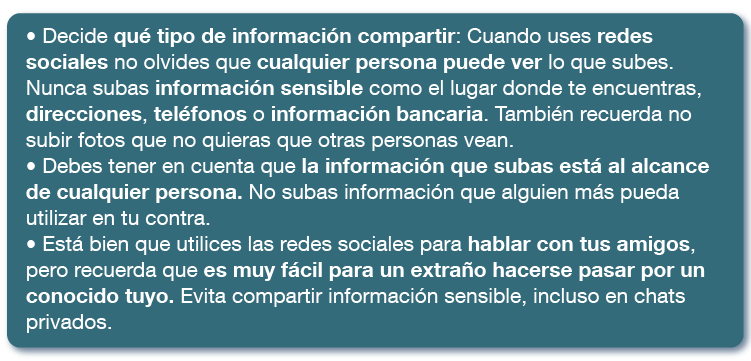 • Decide qué tipo de información compartir: Cuando uses redes
sociales no olvides que cualquier persona puede ver lo que subes.
Nunca subas información sensible como el lugar donde te encuentras,
direcciones, teléfonos o información bancaria. También recuerda no
subir fotos que no quieras que otras personas vean.
• Debes tener en cuenta que la información que subas está al alcance
de cualquier persona. No subas información que alguien más pueda
utilizar en tu contra.
• Está bien que utilices las redes sociales para hablar con tus amigos,
pero recuerda que es muy fácil para un extraño hacerse pasar por un
conocido tuyo. Evita compartir información sensible, incluso en chats
privados.